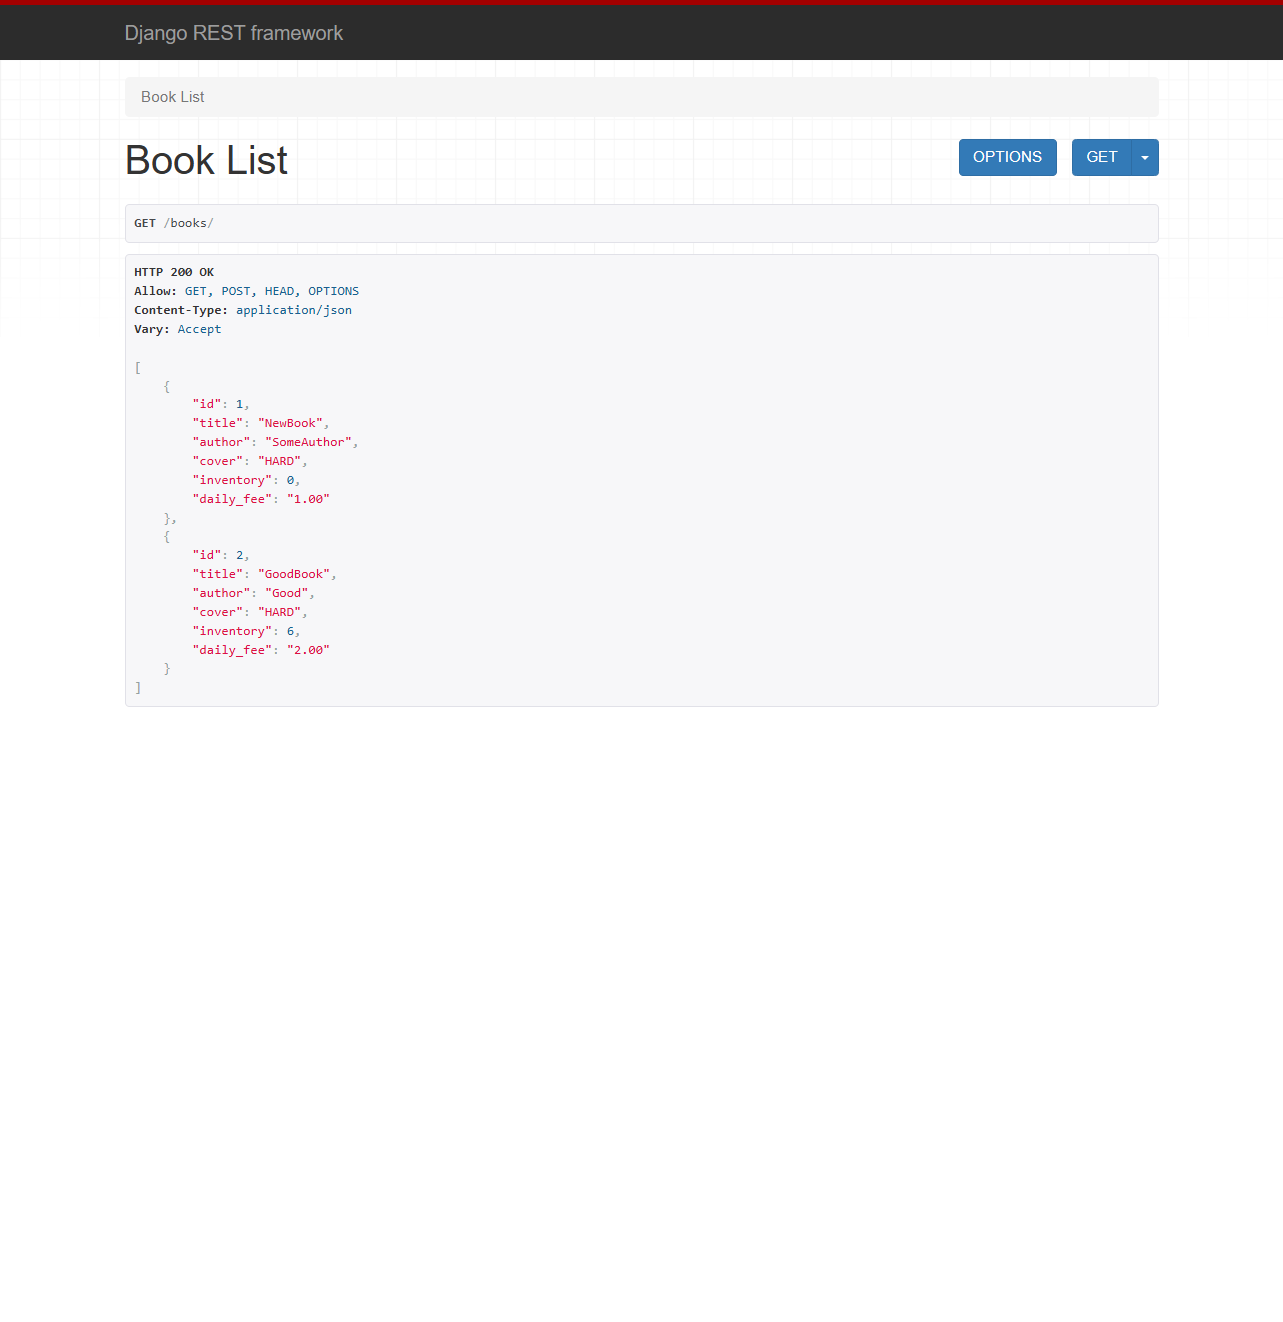 Django REST framework
Book List
Book List
OPTIONS
GET
GET /books/
HTTP 200 OK
Allow: GET, POST, HEAD, OPTIONS
Content-Type: application/json
Vary: Accept
[
    {
        "id": 1,
        "title": "NewBook",
        "author": "SomeAuthor",
        "cover": "HARD",
        "inventory": 0,
        "daily_fee": "1.00"
    },
    {
        "id": 2,
        "title": "GoodBook",
        "author": "Good",
        "cover": "HARD",
        "inventory": 6,
        "daily_fee": "2.00"
    }
]